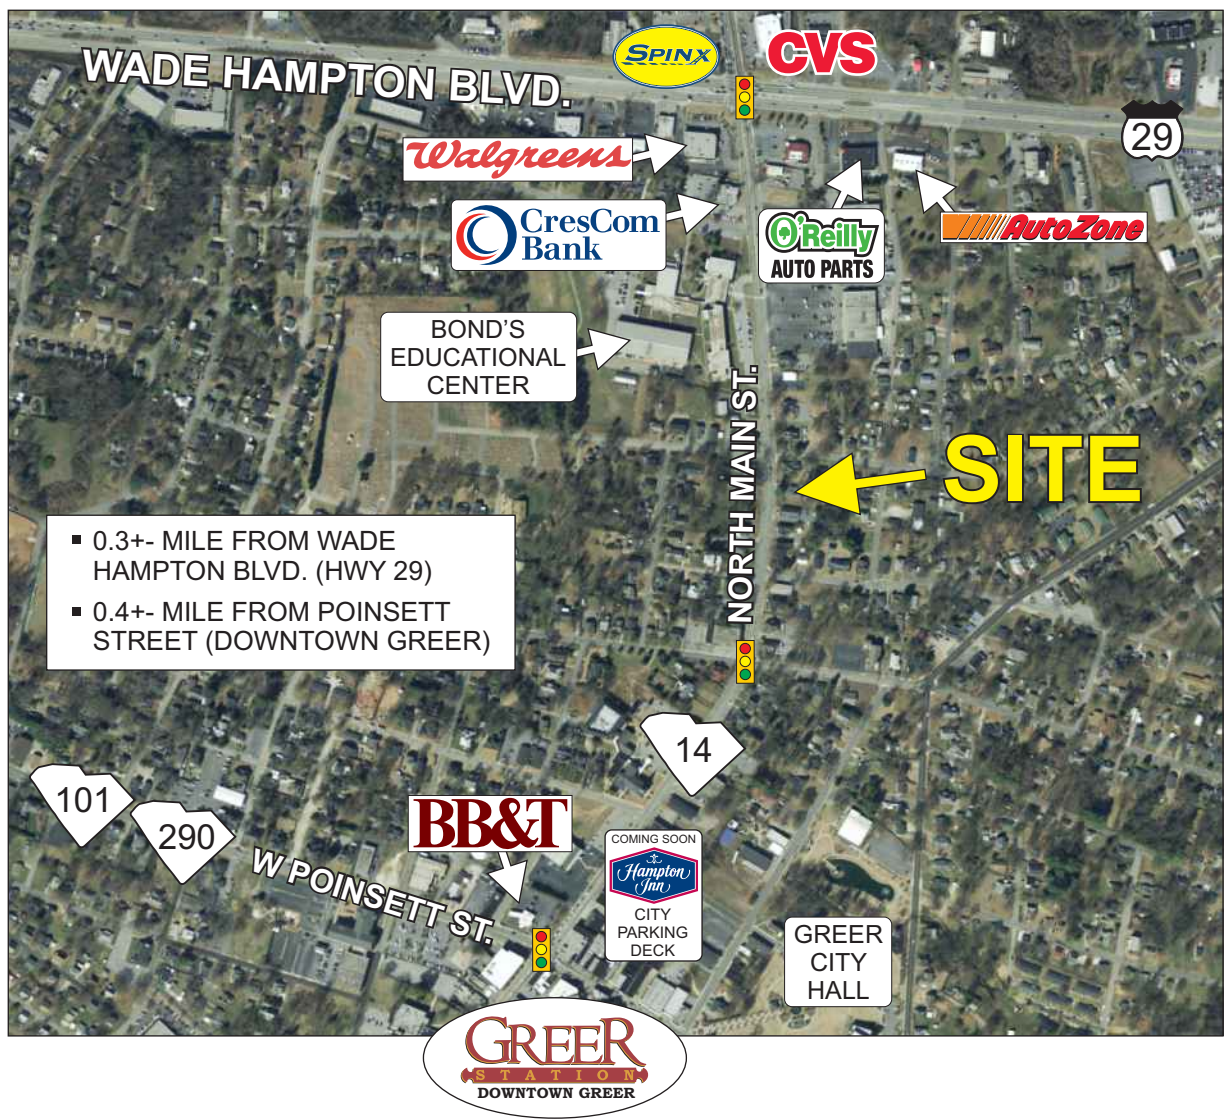 SPINX
CVS
WADE HAMPTON BLVD.
29
Walgreens
CresCom
Bank
O'Reilly
AUTO PARTS
AutoZone
BOND'S
EDUCATIONAL
CENTER
NORTH MAIN ST.
SITE
▪ 0.3+- MILE FROM WADE
HAMPTON BLVD. (HWY 29)
▪ 0.4+- MILE FROM POINSETT
STREET (DOWNTOWN GREER)
14
101
290
BB&T
W POINSETT ST.
COMING SOON
Hampton
Inn
CITY
PARKING
DECK
GREER
CITY
HALL
GREER
STATION
DOWNTOWN GREER